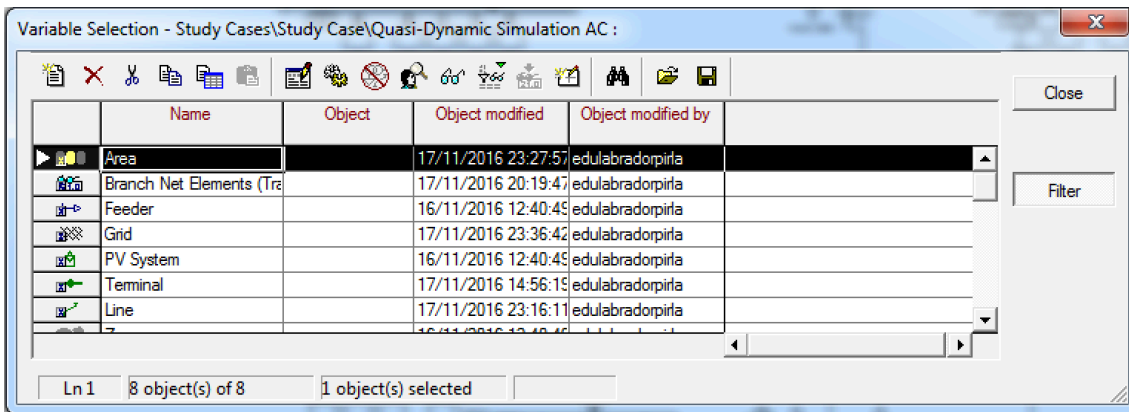 Variable Selection - Study Cases\Study Case\Quasi-Dynamic Simulation AC :
Close
Name Object Object modified Object modified by
Area 17/11/2016 23:27:57 edulabradorpirla
Branch Net Elements (Tra 17/11/2016 20:19:47 edulabradorpirla
Filter
Feeder 16/11/2016 12:40:49 edulabradorpirla
Grid 17/11/2016 23:36:42 edulabradorpirla
PV System 16/11/2016 12:40:49 edulabradorpirla
Terminal 17/11/2016 14:56:19 edulabradorpirla
Line 17/11/2016 23:16:11 edulabradorpirla
Ln 1 8 object(s) of 8 1 object(s) selected